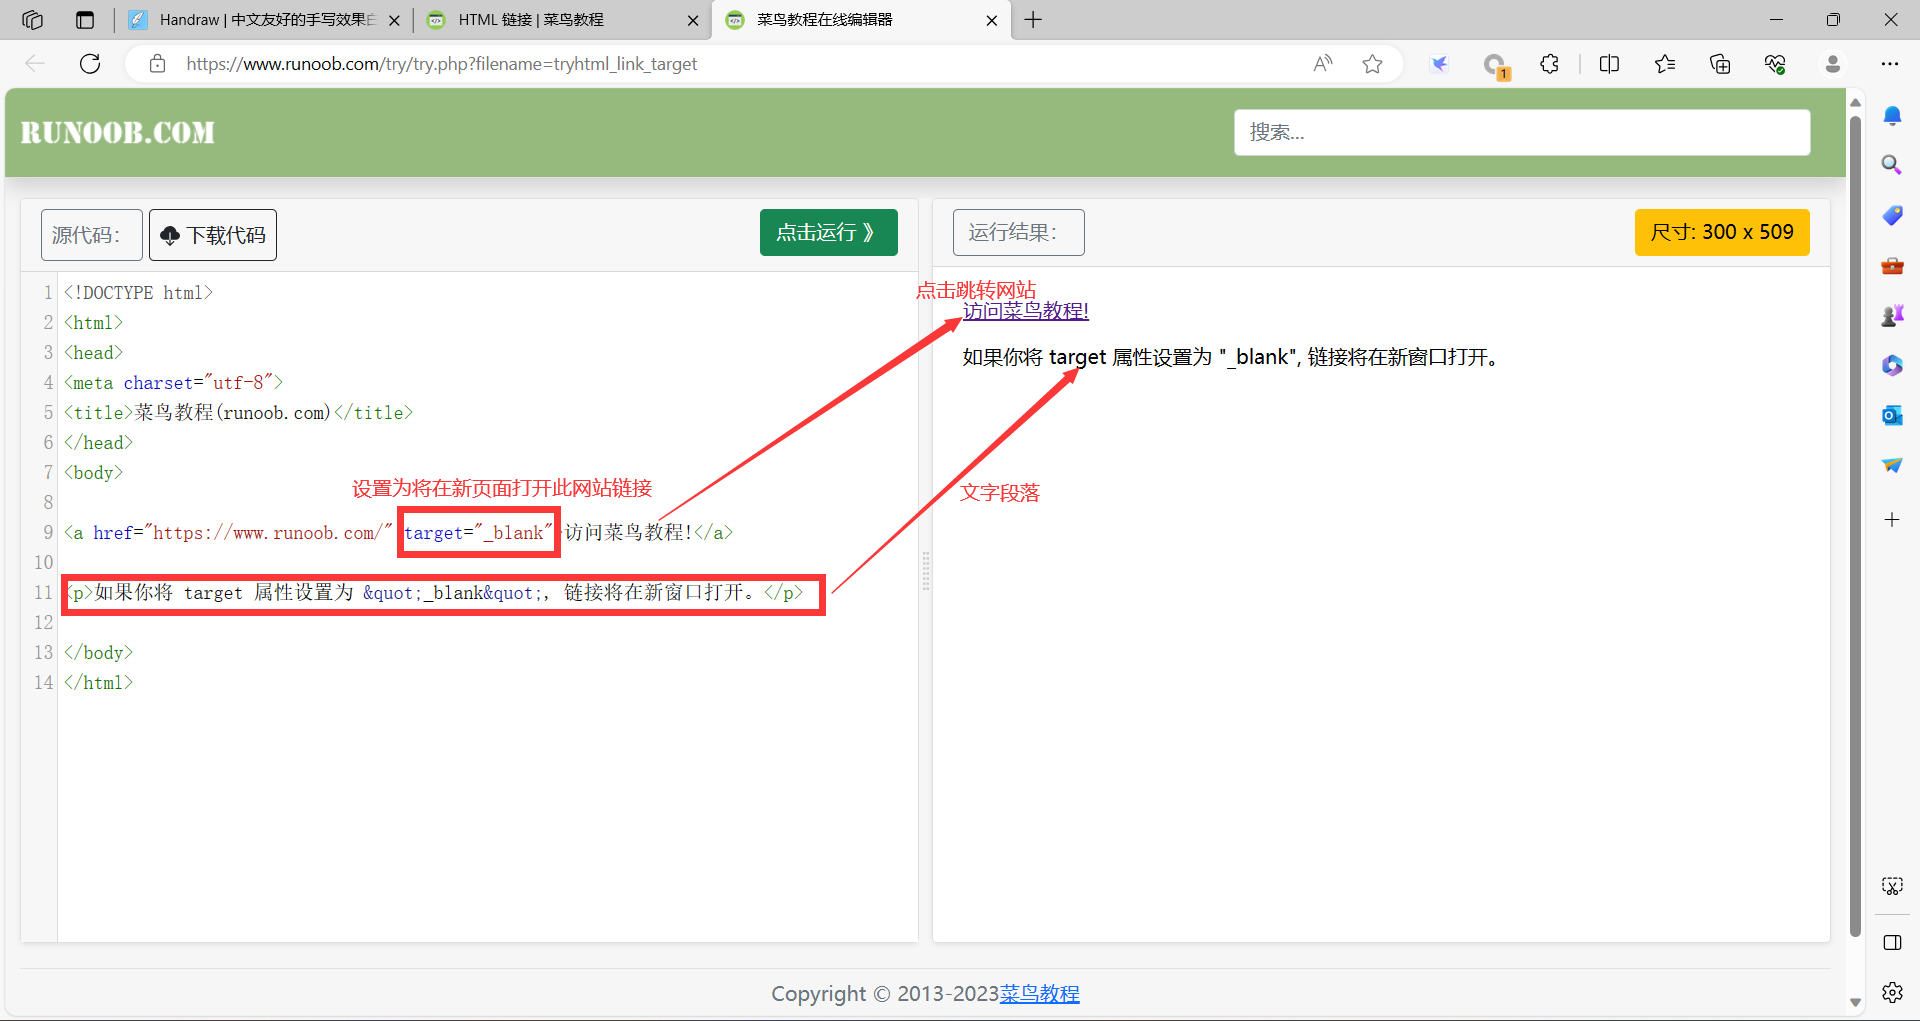 Handraw | 中文友好的手写效果白
HTML 链接 | 菜鸟教程
菜鸟教程在线编辑器
https://www.runoob.com/try/try.php?filename=tryhtml_link_target
1
RUNOOB.COM
搜索...
源代码：
下载代码
点击运行 》
运行结果：
尺寸: 300 x 509
1 <!DOCTYPE html>
2 <html>
3 <head>
4 <meta charset="utf-8">
5 <title>菜鸟教程(runoob.com)</title>
6 </head>
7 <body>
8
设置为将在新页面打开此网站链接
9 <a href="https://www.runoob.com/" target="_blank">访问菜鸟教程!</a>
10
11 <p>如果你将 target 属性设置为 &quot;_blank&quot;, 链接将在新窗口打开。</p>
12
13 </body>
14 </html>
点击跳转网站
访问菜鸟教程!
如果你将 target 属性设置为 "_blank", 链接将在新窗口打开。
文字段落
Copyright © 2013-2023菜鸟教程